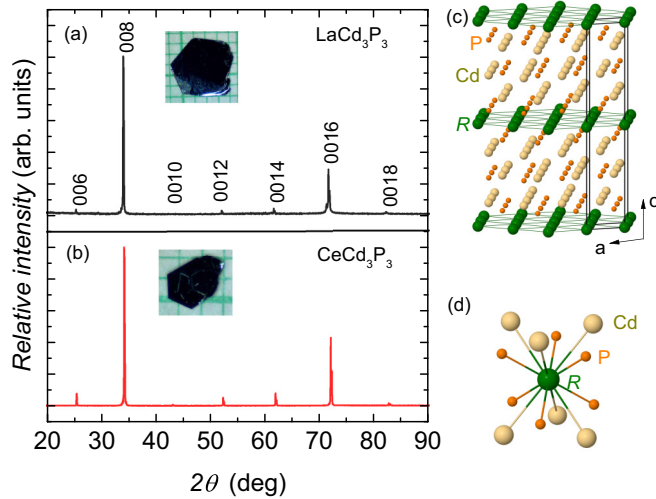 (a)
LaCd3P3
006
008
0010
0012
0014
0016
0018
(b)
CeCd3P3
Relative intensity (arb. units)
20 30 40 50 60 70 80 90
2θ (deg)
(c)
P
Cd
R
c
a
(d)
Cd
P
R